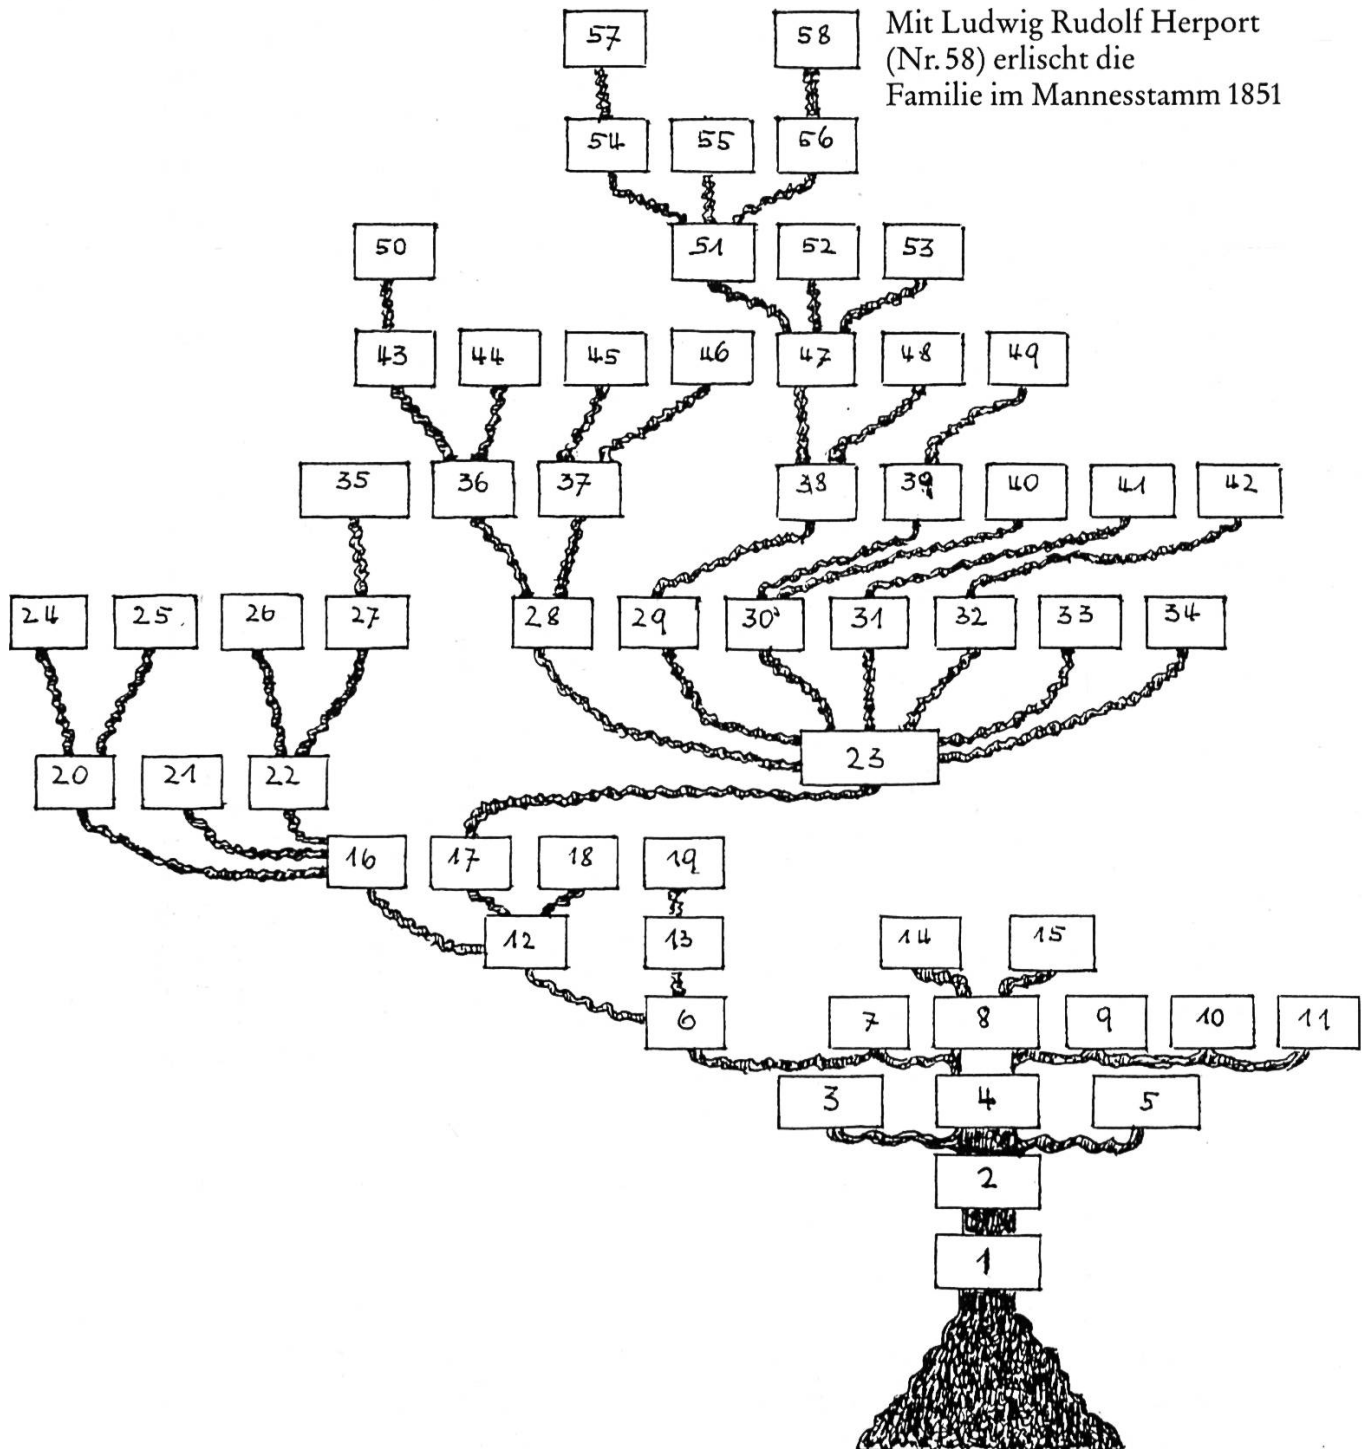 57 58 Mit Ludwig Rudolf Herport
(Nr. 58) erlischt die
Familie im Mannesstamm 1851
54 55 56
50 51 52 53
43 44 45 46 47 48 49
35 36 37 38 39 40 41 42
24 25 26 27 28 29 30 31 32 33 34
20 21 22 23
16 17 18 19
12 13 14 15
6 7 8 9 10 11
3 4 5
2
1